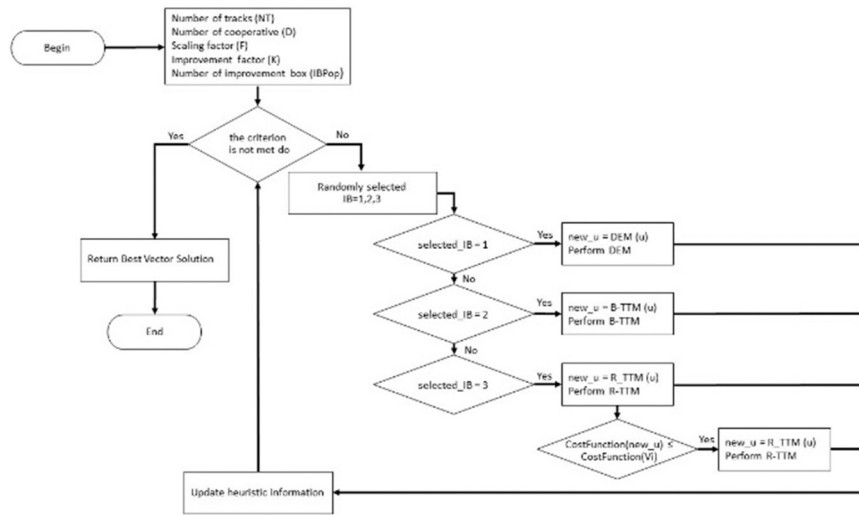 Begin
Number of tracks (NT)
Number of cooperative (D)
Scaling factor (F)
Improvement factor (K)
Number of improvement box (IBPop)
Yes
the criterion
is not met do
No
Randomly selected
IB=1,2,3
selected_IB = 1
Yes
new_u = DEM (u)
Perform DEM
No
Return Best Vector Solution
selected_IB = 2
Yes
new_u = B-TTM (u)
Perform B-TTM
End
No
selected_IB = 3
Yes
new_u = R_TTM (u)
Perform R-TTM
CostFunction(new_u) ≤
CostFunction(Vi)
Yes
new_u = R_TTM (u)
Perform R-TTM
Update heuristic information